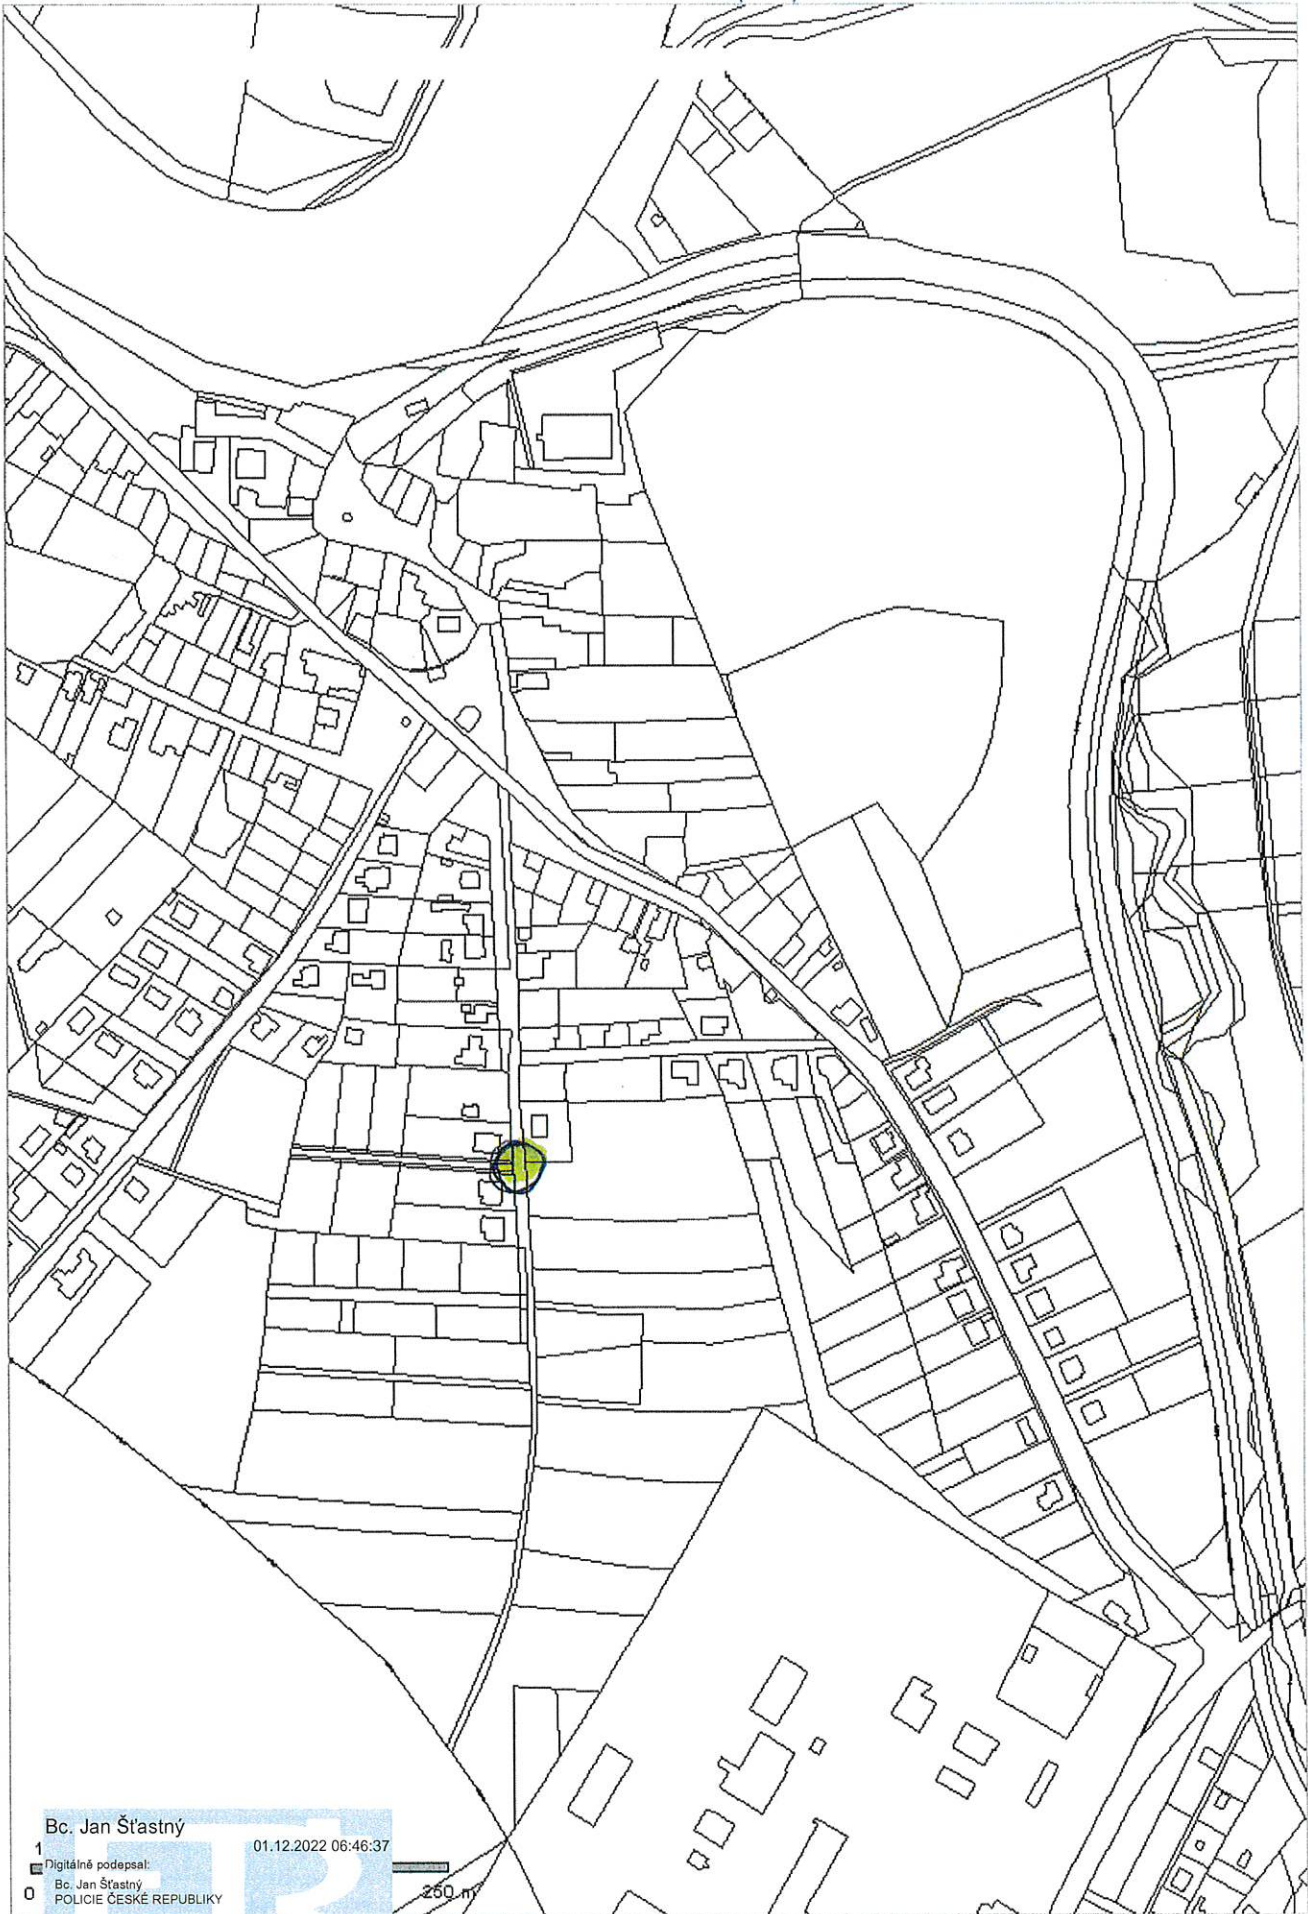 Bc. Jan Šťastný
01.12.2022 06:46:37
1
Digitálně podepsal:
Bc. Jan Šťastný
POLICIE ČESKÉ REPUBLIKY
0
250 m